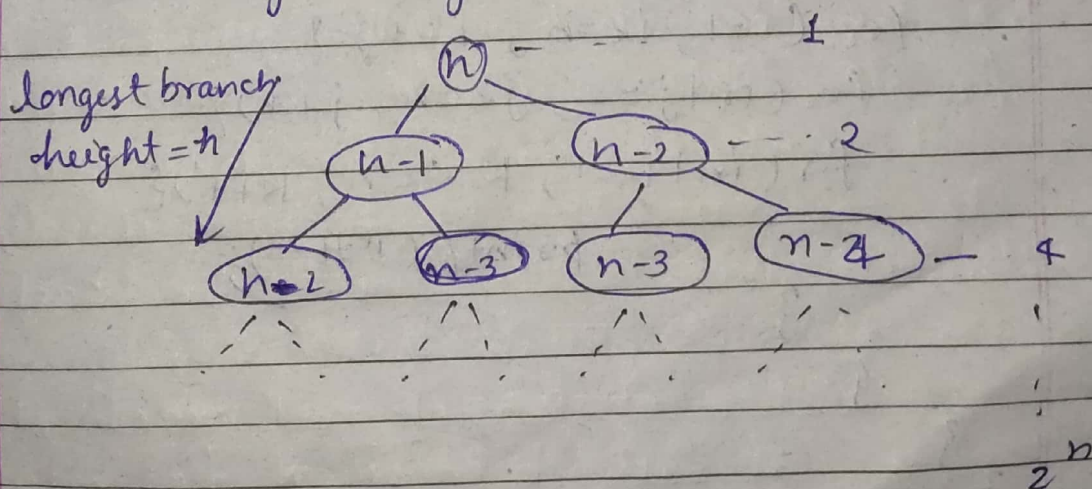 n - - - - 1
longest branch
height = n
n-1 n-2 - - - 2
n-2 n-3 n-3 n-4 - 4
2^n